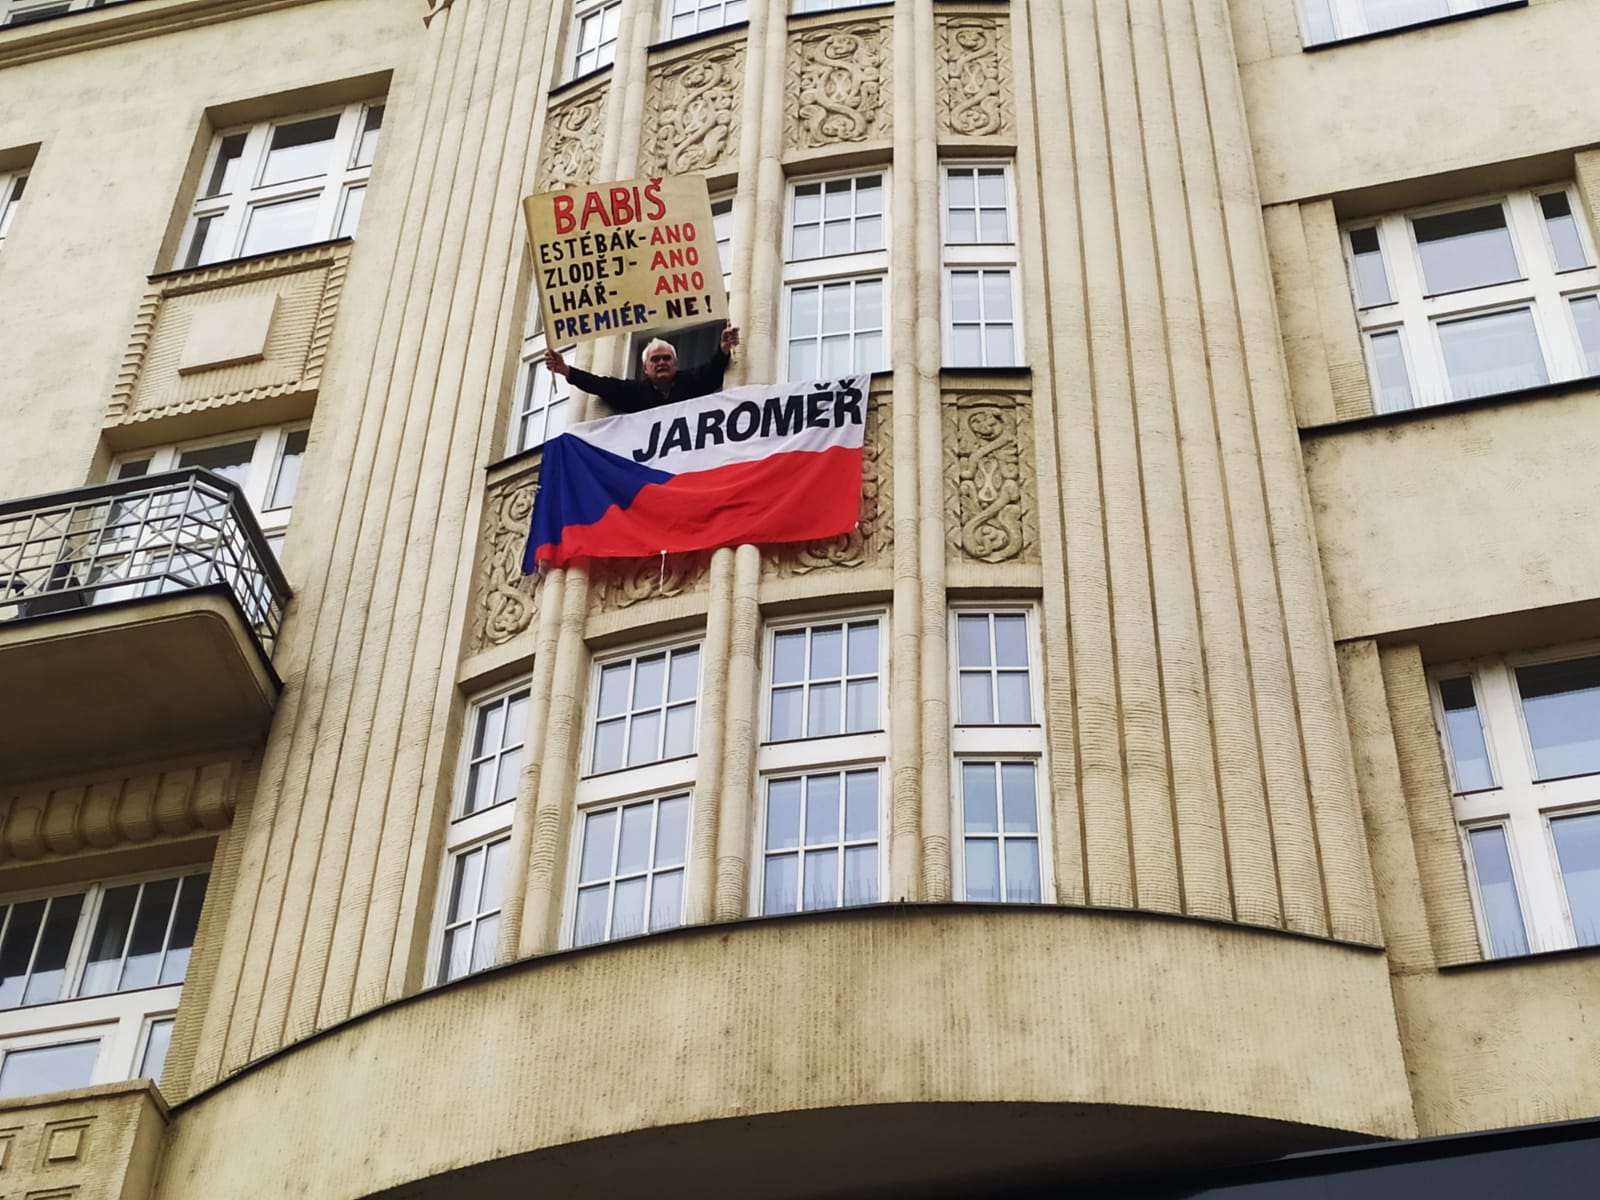 BABIŠ
ESTÉBÁK- ANO
ZLODĚJ- ANO
LHÁŘ- ANO
PREMIÉR- NE!
JAROMĚŘ